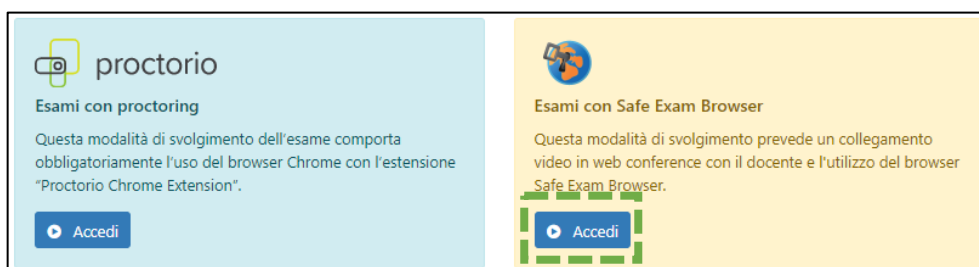 proctorio
Esami con proctoring
Questa modalità di svolgimento dell'esame comporta
obbligatoriamente l'uso del browser Chrome con l'estensione
"Proctorio Chrome Extension".
Accedi
Esami con Safe Exam Browser
Questa modalità di svolgimento prevede un collegamento
video in web conference con il docente e l'utilizzo del browser
Safe Exam Browser.
Accedi